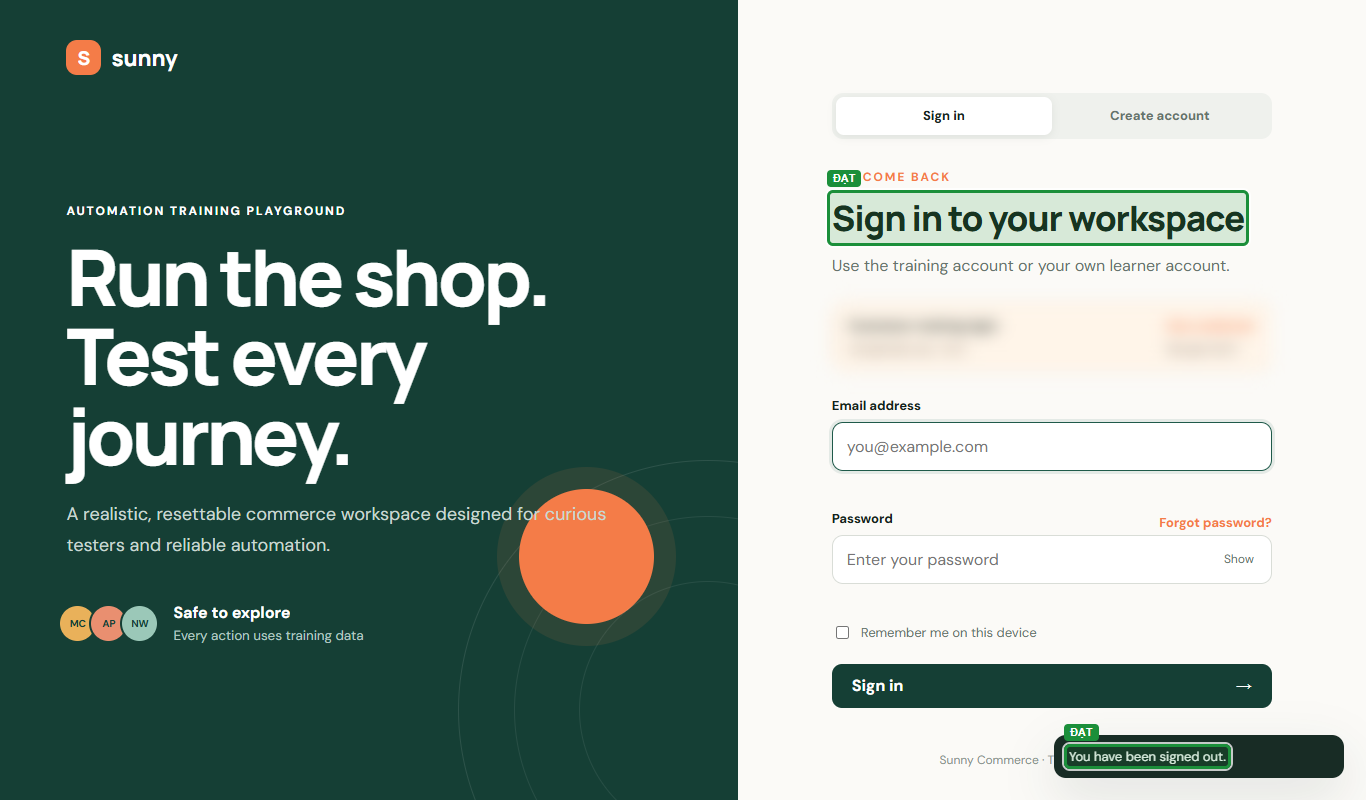 S sunny
AUTOMATION TRAINING PLAYGROUND
Run the shop.
Test every
journey.
A realistic, resettable commerce workspace designed for curious
testers and reliable automation.
MC AP NW
Safe to explore
Every action uses training data
Sign in
Create account
ĐẠT COME BACK
Sign in to your workspace
Use the training account or your own learner account.
Email address
you@example.com
Password
Forgot password?
Enter your password
Show
Remember me on this device
Sign in →
Sunny Commerce ·
ĐẠT
You have been signed out.